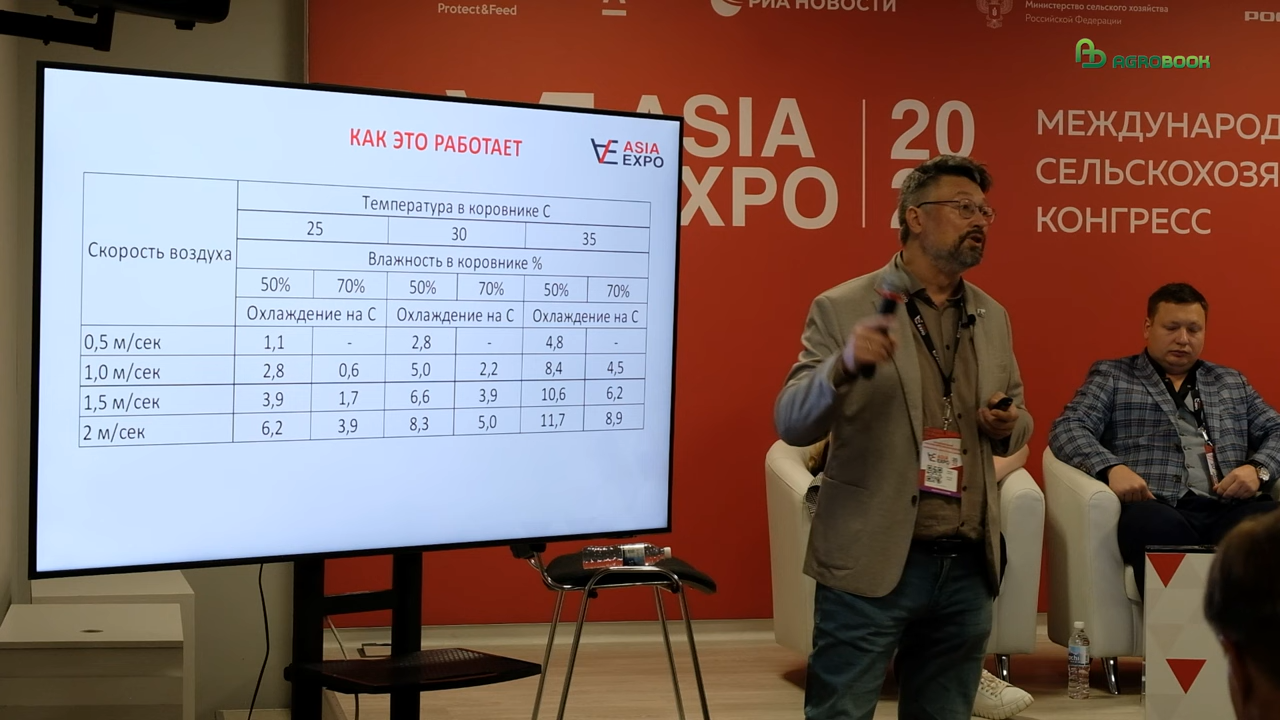 Protect&Feed
РИА НОВОСТИ
Министерство сельского хозяйства
Российской Федерации
AGROBOOK
ASIA
EXPO
20
МЕЖДУНАРОД
СЕЛЬСКОХОЗЯ
КОНГРЕСС
КАК ЭТО РАБОТАЕТ
ASIA
EXPO
Скорость воздуха
Температура в коровнике С
25 30 35
Влажность в коровнике %
50% 70% 50% 70% 50% 70%
Охлаждение на С Охлаждение на С Охлаждение на С
0,5 м/сек 1,1 - 2,8 - 4,8 -
1,0 м/сек 2,8 0,6 5,0 2,2 8,4 4,5
1,5 м/сек 3,9 1,7 6,6 3,9 10,6 6,2
2 м/сек 6,2 3,9 8,3 5,0 11,7 8,9